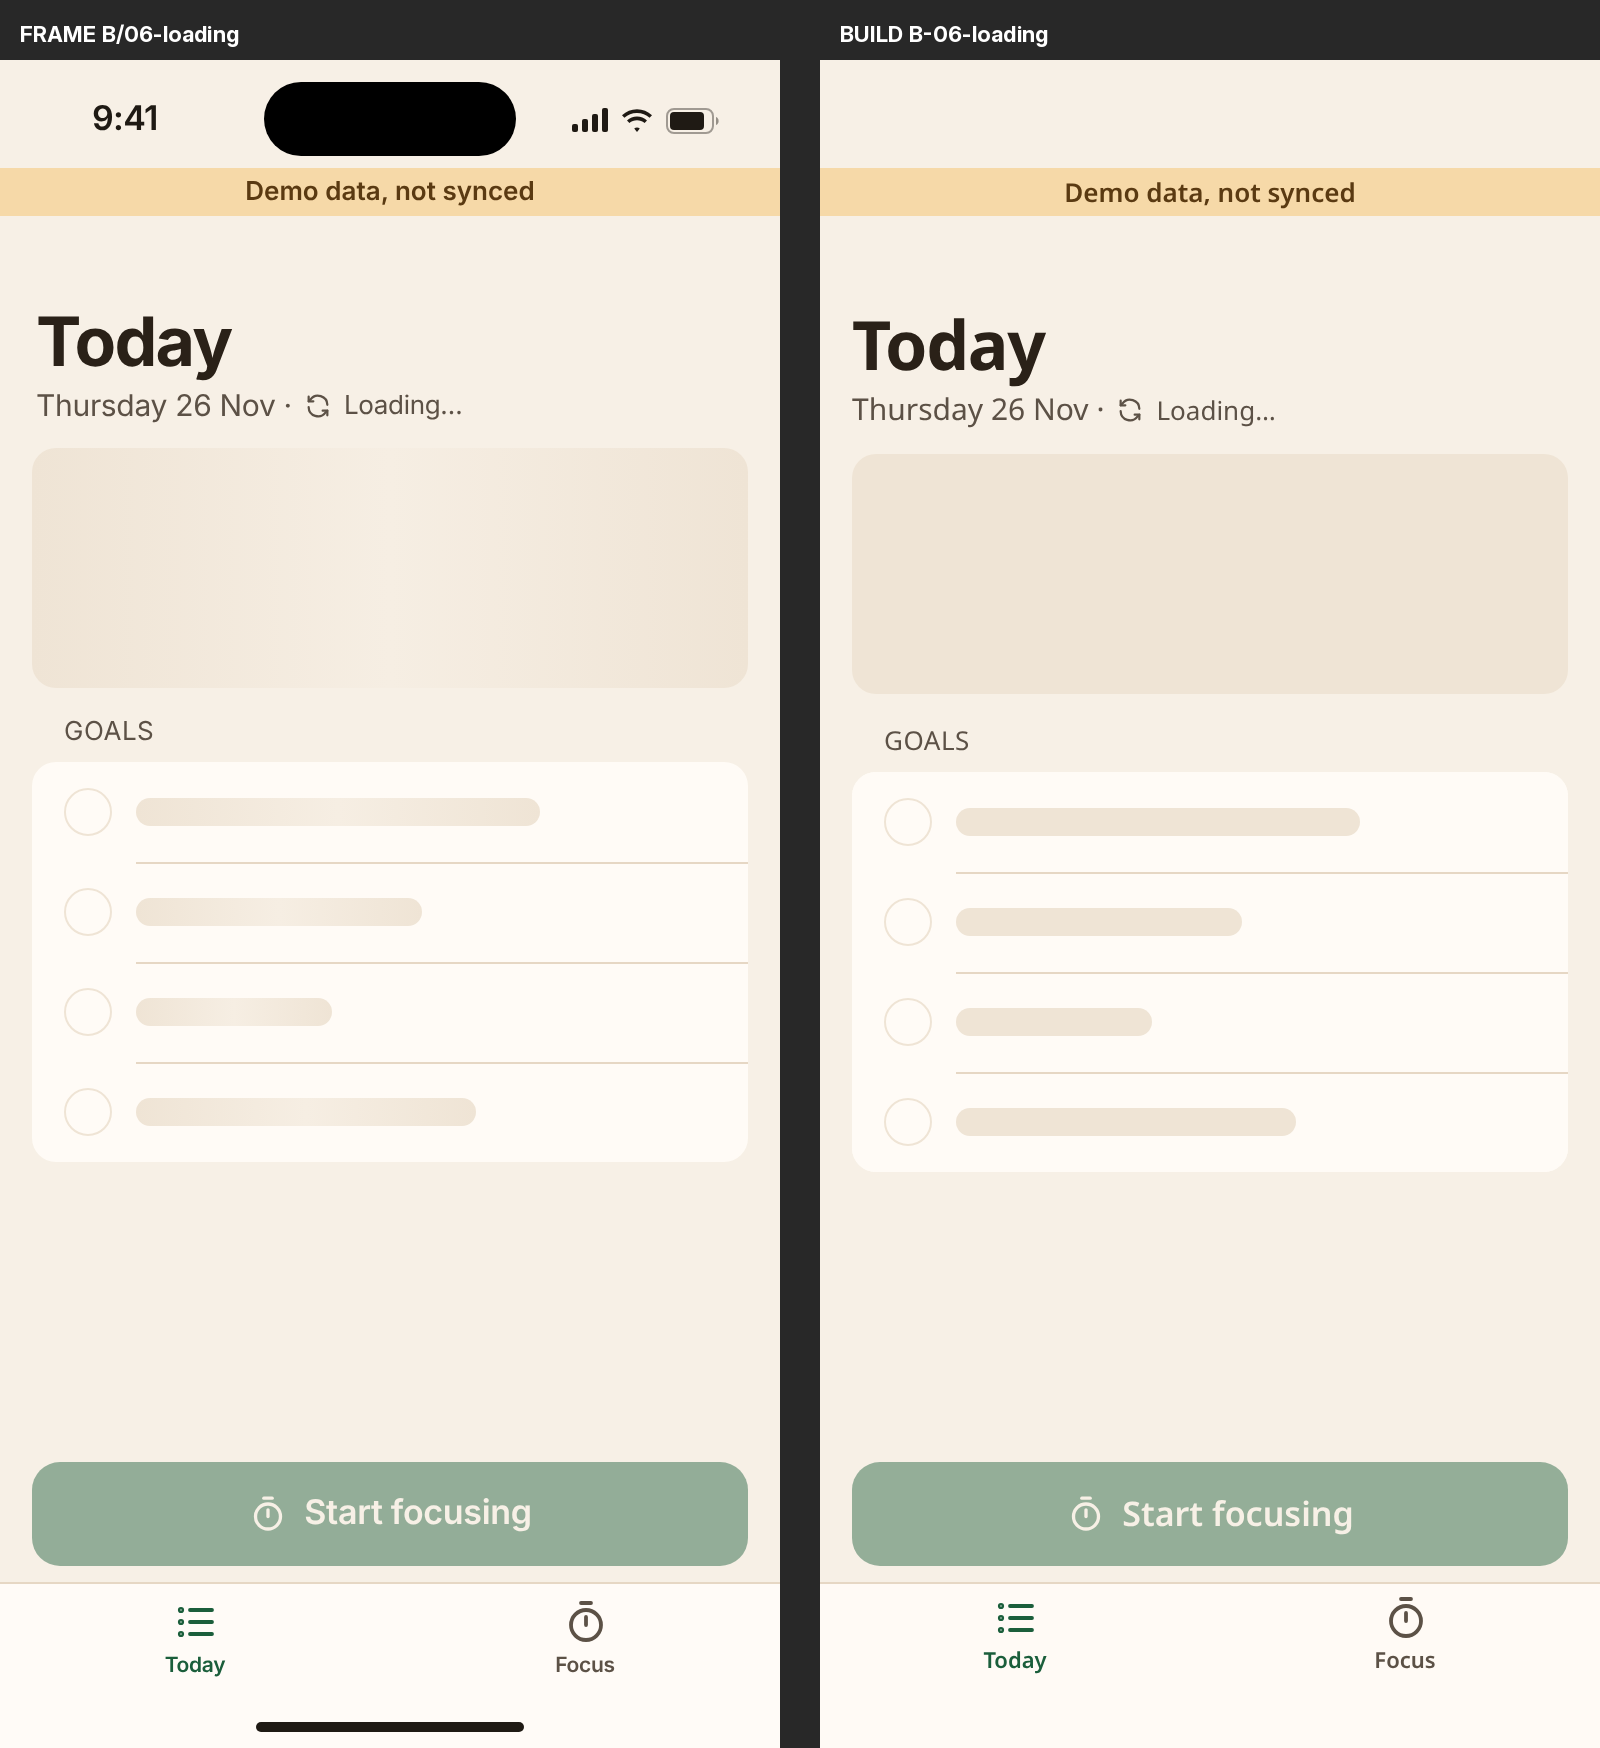 FRAME B/06-loading
9:41
Demo data, not synced
Today
Thursday 26 Nov · Loading...
GOALS
Start focusing
Today
Focus
BUILD B-06-loading
Demo data, not synced
Today
Thursday 26 Nov · Loading...
GOALS
Start focusing
Today
Focus